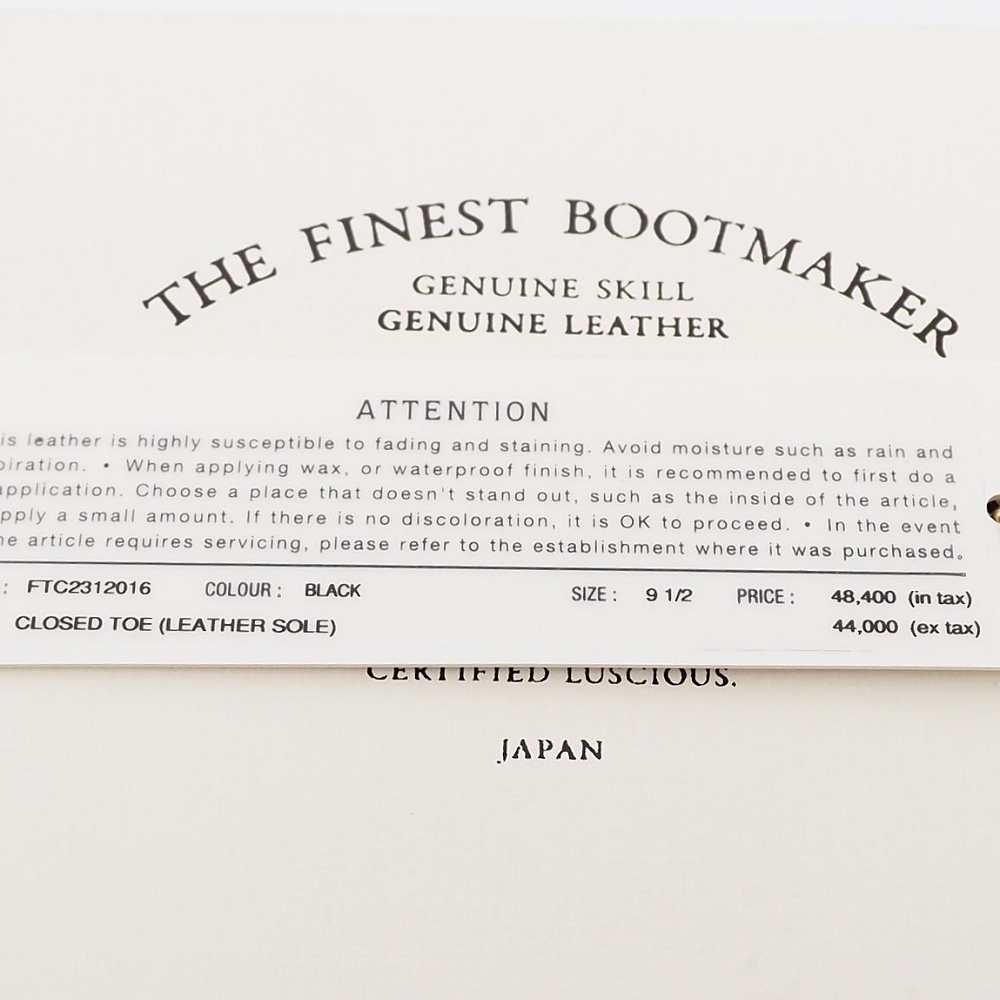 THE FINEST BOOTMAKER
GENUINE SKILL
GENUINE LEATHER
ATTENTION
is leather is highly susceptible to fading and staining. Avoid moisture such as rain and
piration. • When applying wax, or waterproof finish, it is recommended to first do a
application. Choose a place that doesn't stand out, such as the inside of the article,
pply a small amount. If there is no discoloration, it is OK to proceed. • In the event
he article requires servicing, please refer to the establishment where it was purchased。
: FTC2312016 COLOUR : BLACK SIZE : 9 1/2 PRICE : 48,400 (in tax)
CLOSED TOE (LEATHER SOLE) 44,000 (ex tax)
CERTIFIED LUSCIOUS.
JAPAN